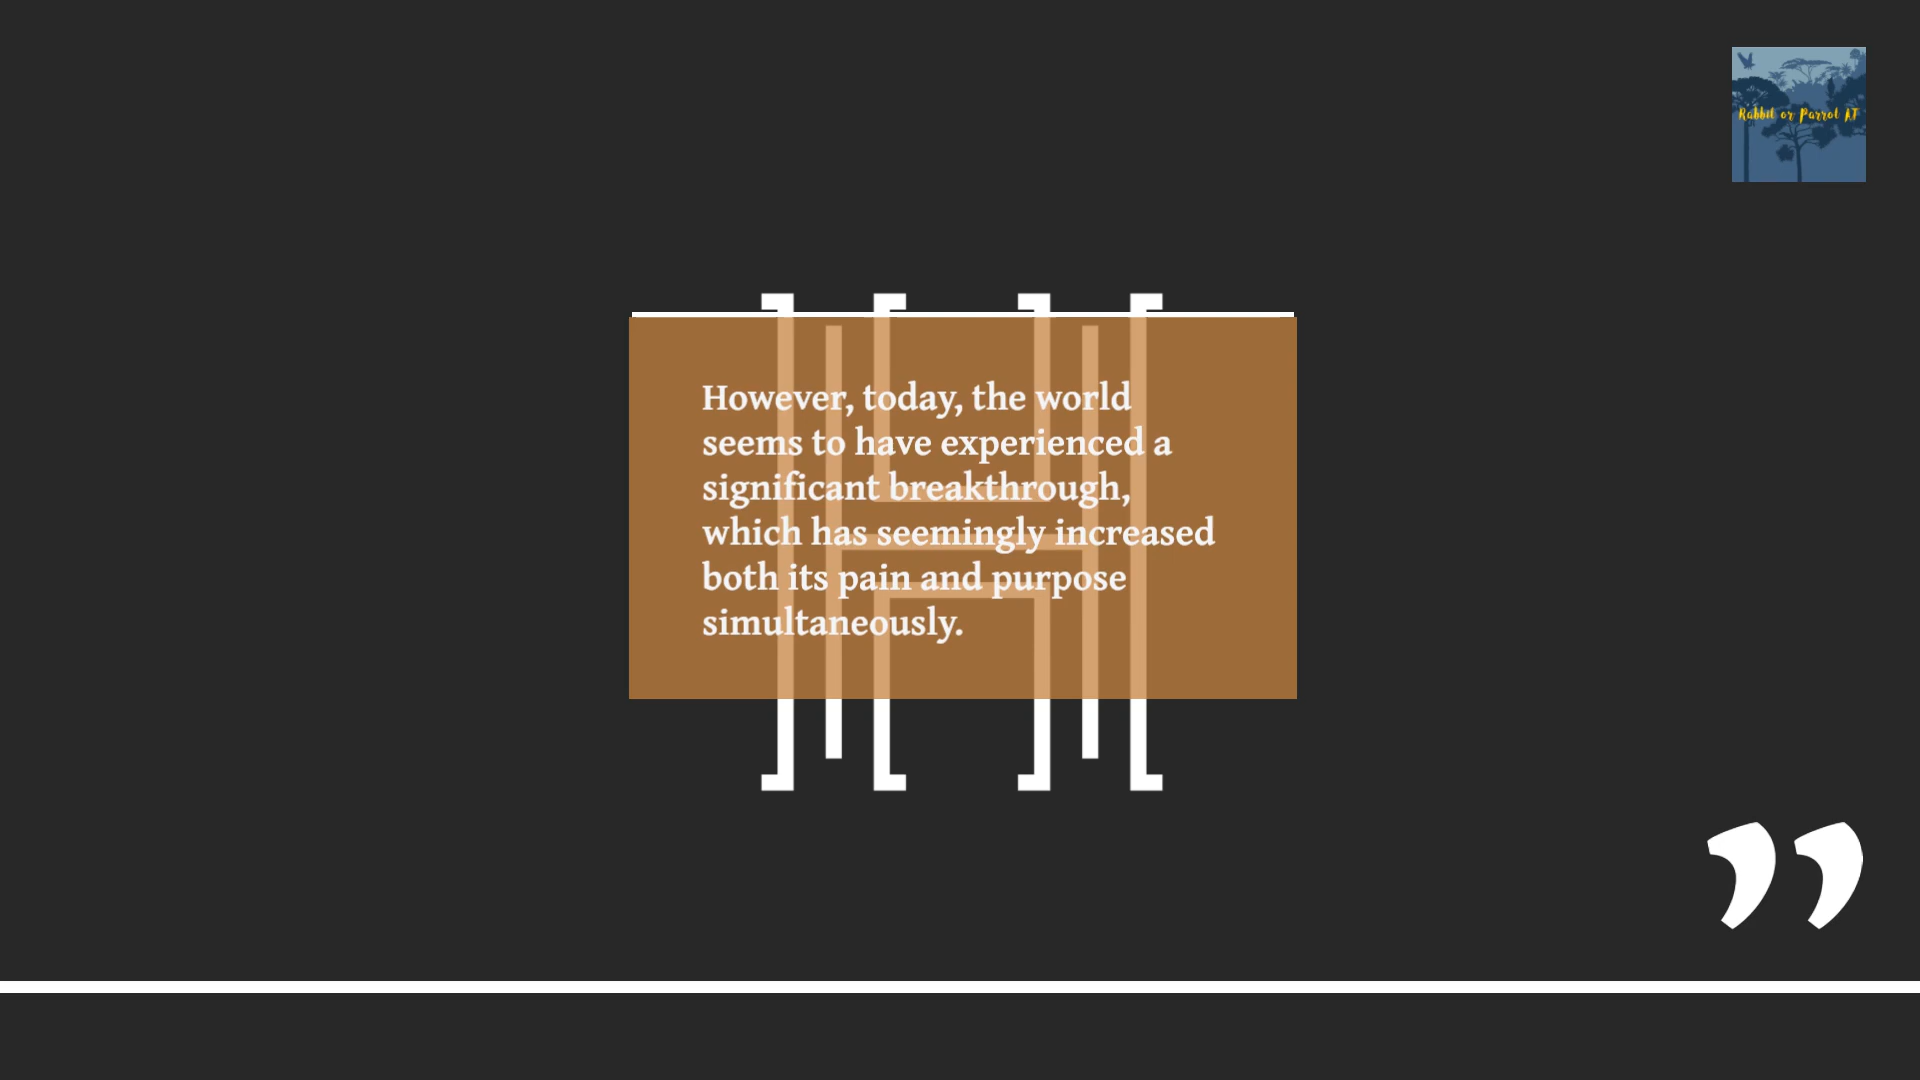 Rabbit or Parrot AT
However, today, the world
seems to have experienced a
significant breakthrough,
which has seemingly increased
both its pain and purpose
simultaneously.
”